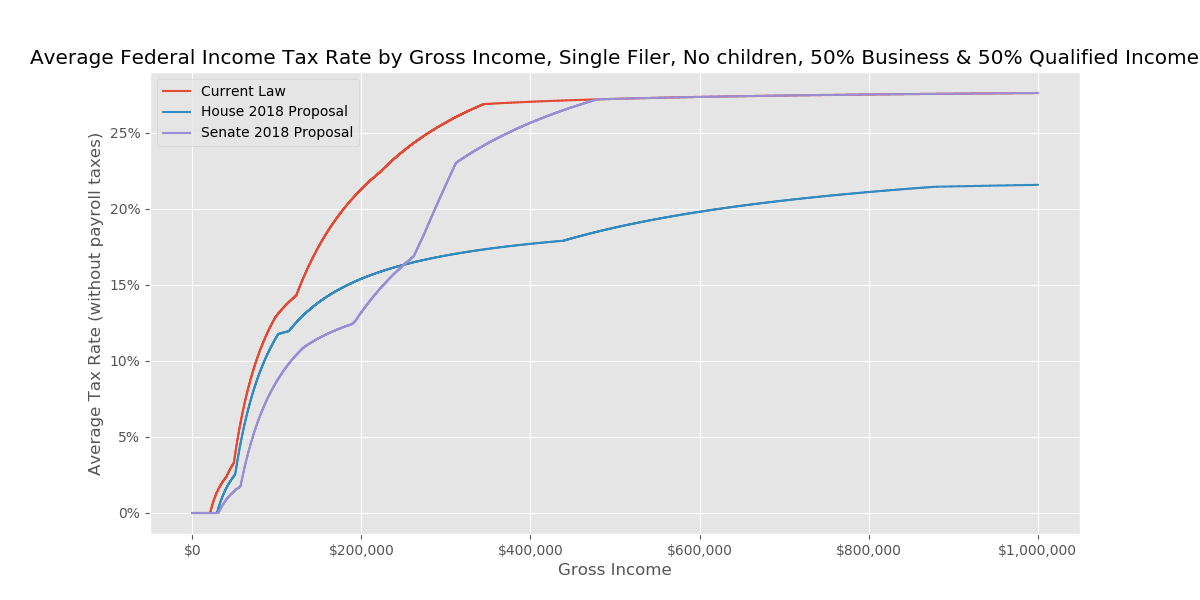 Average Federal Income Tax Rate by Gross Income, Single Filer, No children, 50% Business & 50% Qualified Income
Current Law
House 2018 Proposal
Senate 2018 Proposal
Average Tax Rate (without payroll taxes)
25%
20%
15%
10%
5%
0%
$0
$200,000
$400,000
$600,000
$800,000
$1,000,000
Gross Income